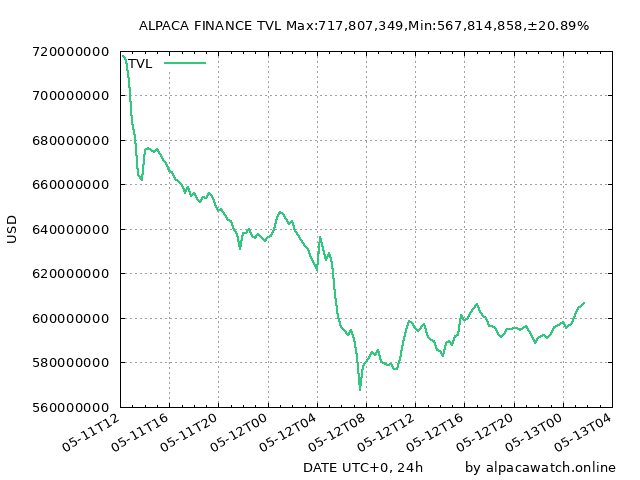 ALPACA FINANCE TVL Max:717,807,349,Min:567,814,858,±20.89%
TVL
720000000
700000000
680000000
660000000
640000000
620000000
600000000
580000000
560000000
USD
05-11T12
05-11T16
05-11T20
05-12T00
05-12T04
05-12T08
05-12T12
05-12T16
05-12T20
05-13T00
05-13T04
DATE UTC+0, 24h
by alpacawatch.online